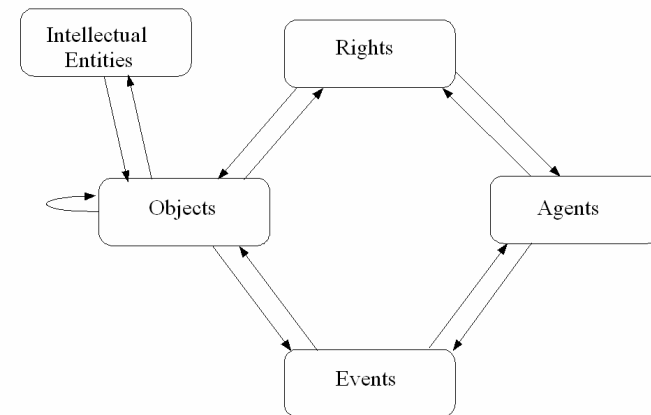 Intellectual
Entities
Rights
Objects
Agents
Events